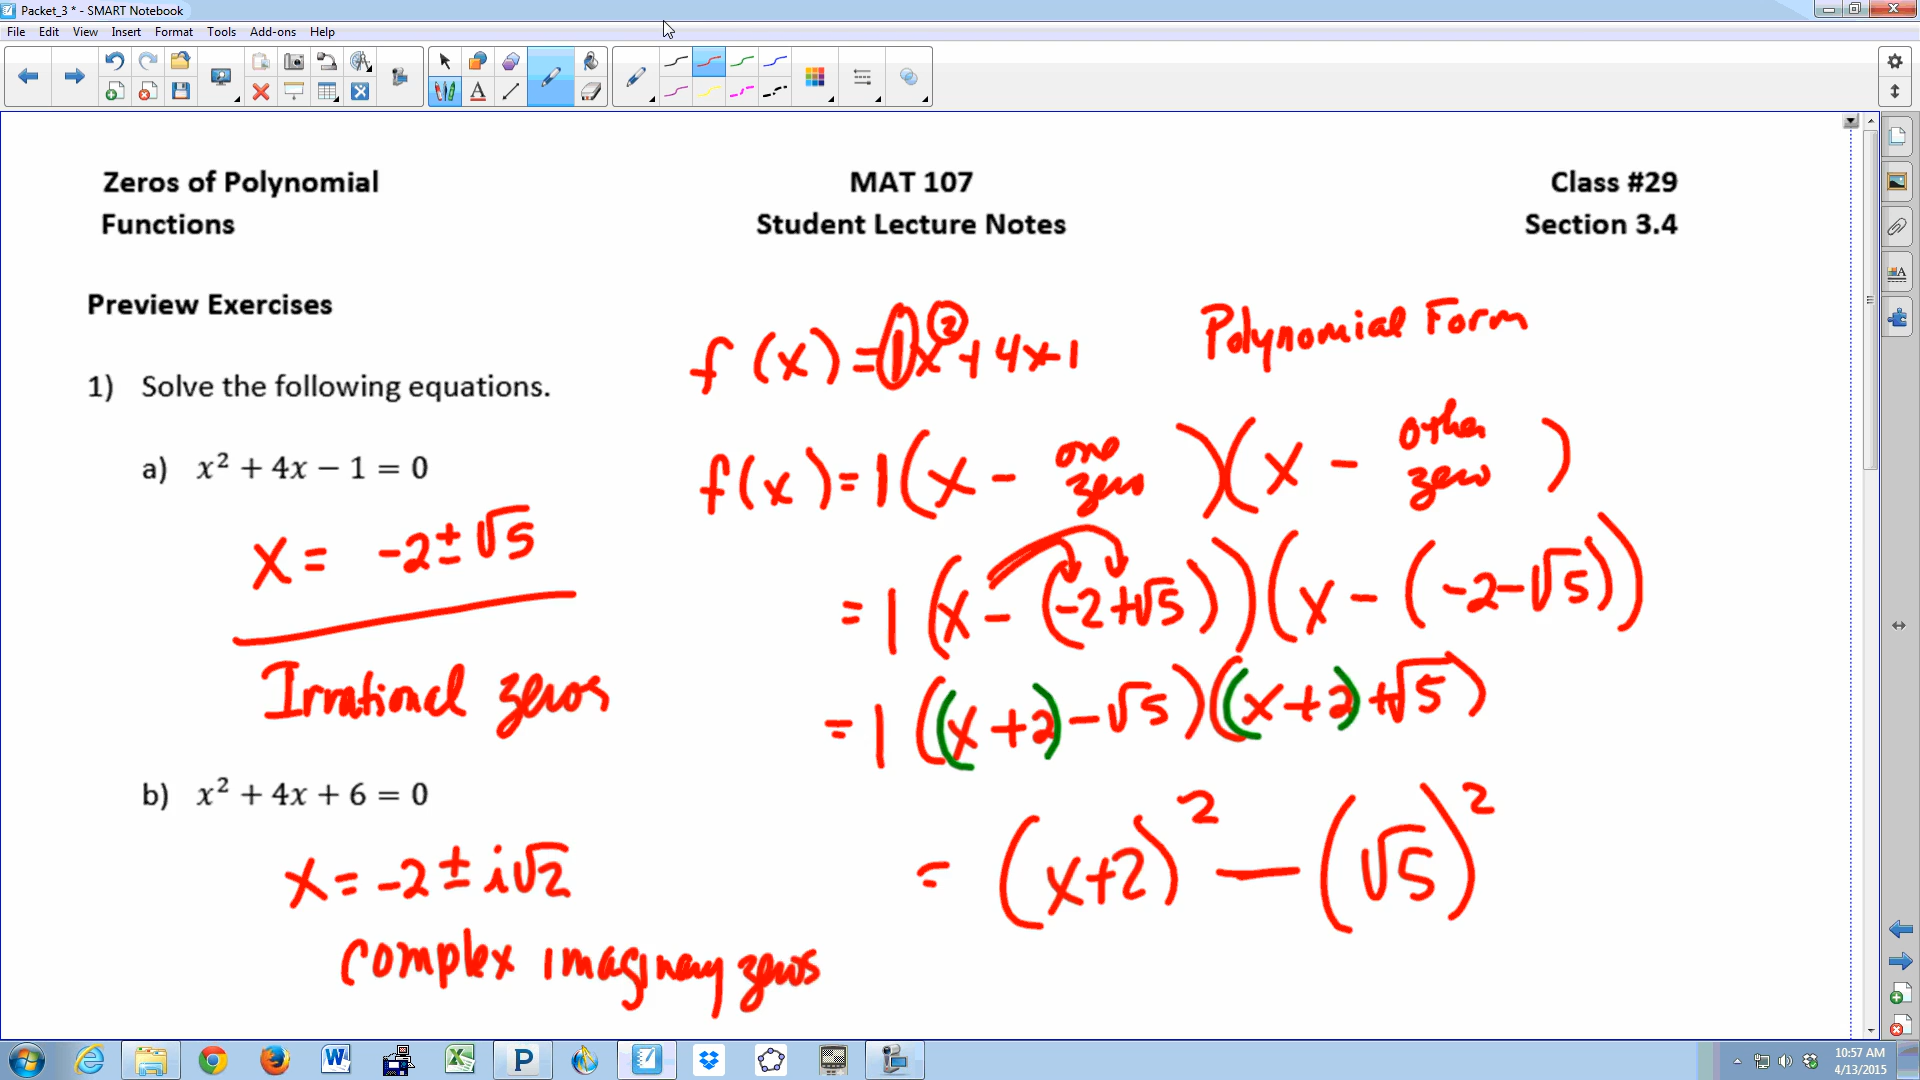 Packet_3 * - SMART Notebook
File Edit View Insert Format Tools Add-ons Help
Zeros of Polynomial Functions
MAT 107
Student Lecture Notes
Class #29
Section 3.4
Preview Exercises
1) Solve the following equations.
a) x² + 4x − 1 = 0
x = -2 ± √5
Irrational zeros
b) x² + 4x + 6 = 0
x = -2 ± i√2
Complex imaginary zeros
f(x) = 1x² + 4x - 1
Polynomial Form
f(x) = 1(x - one zero)(x - other zero)
= 1(x - (-2+√5))(x - (-2-√5))
= 1((x+2) - √5)((x+2) + √5)
= (x+2)² - (√5)²
10:57 AM
4/13/2015